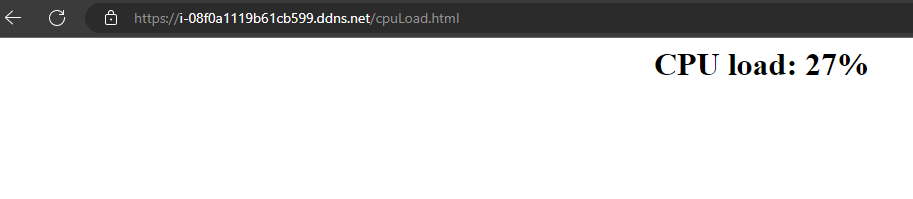 https://i-08f0a1119b61cb599.ddns.net/cpuLoad.html
CPU load: 27%